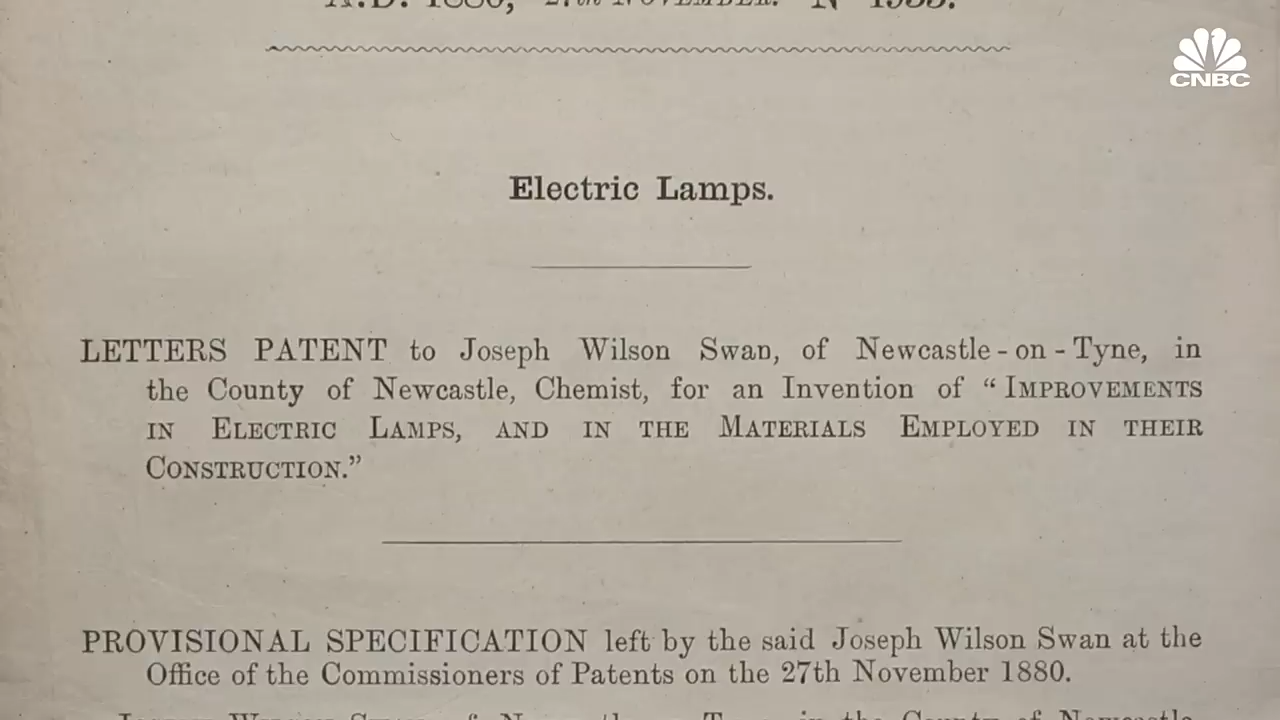 CNBC
Electric Lamps.
LETTERS PATENT to Joseph Wilson Swan, of Newcastle-on-Tyne, in
the County of Newcastle, Chemist, for an Invention of “IMPROVEMENTS
IN ELECTRIC LAMPS, AND IN THE MATERIALS EMPLOYED IN THEIR
CONSTRUCTION.”
PROVISIONAL SPECIFICATION left by the said Joseph Wilson Swan at the
Office of the Commissioners of Patents on the 27th November 1880.